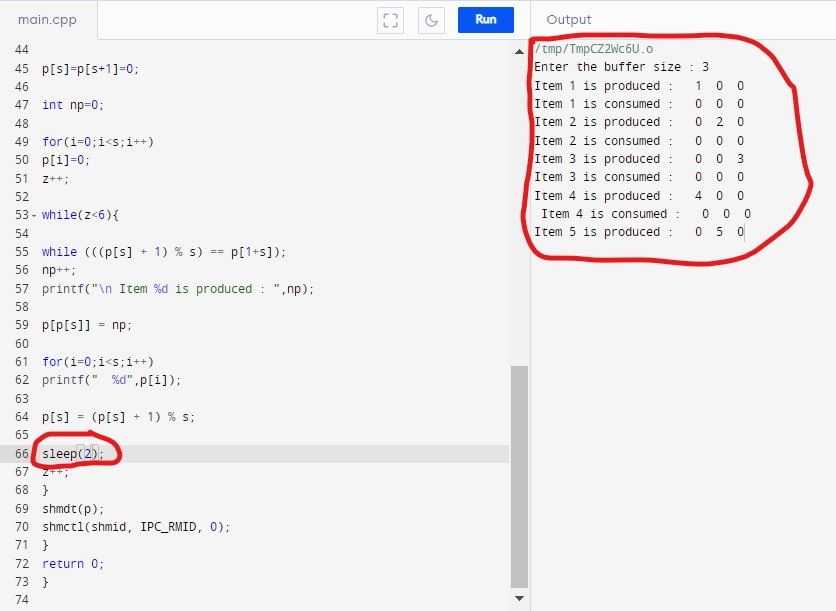 main.cpp
Run
Output
44
45 p[s]=p[s+1]=0;
46
47 int np=0;
48
49 for(i=0;i<s;i++)
50 p[i]=0;
51 z++;
52
53 while(z<6){
54
55 while (((p[s] + 1) % s) == p[1+s]);
56 np++;
57 printf("\n Item %d is produced : ",np);
58
59 p[p[s]] = np;
60
61 for(i=0;i<s;i++)
62 printf("  %d",p[i]);
63
64 p[s] = (p[s] + 1) % s;
65
66 sleep(2);
67 z++;
68 }
69 shmdt(p);
70 shmctl(shmid, IPC_RMID, 0);
71 }
72 return 0;
73 }
74
/tmp/TmpCZ2Wc6U.o
Enter the buffer size : 3
Item 1 is produced :   1  0  0
Item 1 is consumed :   0  0  0
Item 2 is produced :   0  2  0
Item 2 is consumed :   0  0  0
Item 3 is produced :   0  0  3
Item 3 is consumed :   0  0  0
Item 4 is produced :   4  0  0
 Item 4 is consumed :   0  0  0
Item 5 is produced :   0  5  0